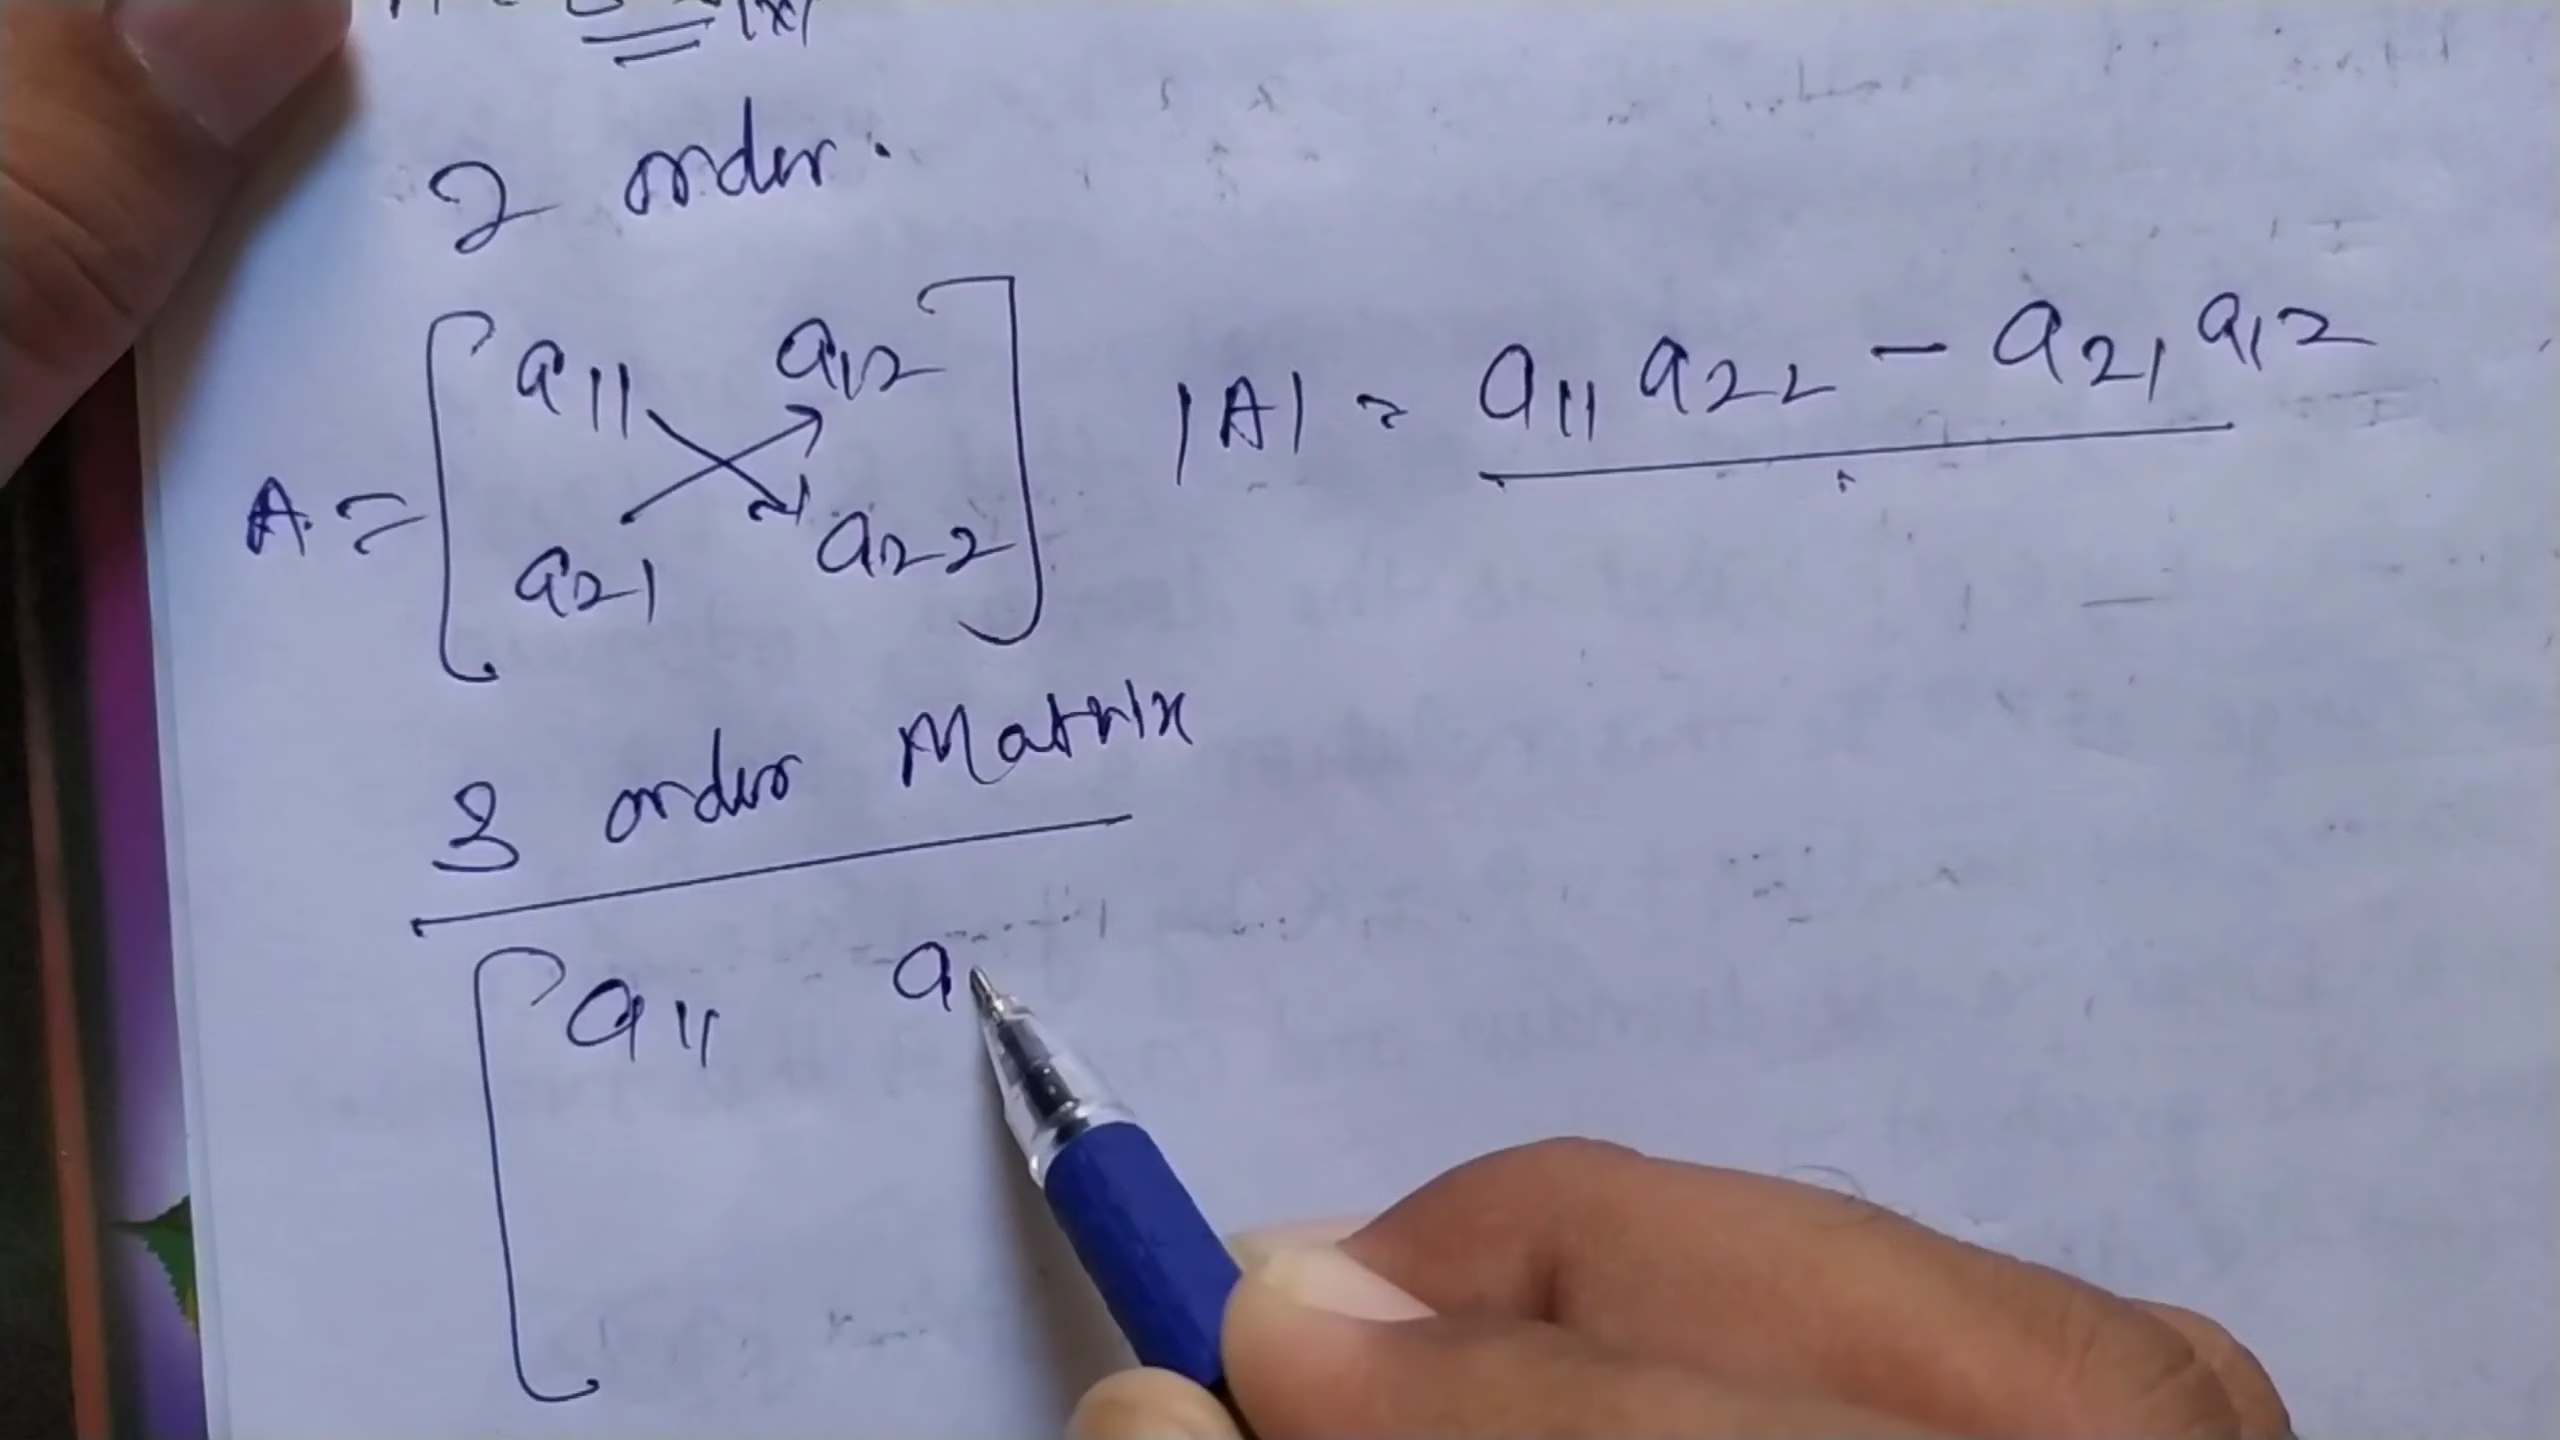 |x|
2 order.
A = [ a11 a12
a21 a22 ]
|A| = a11 a22 - a21 a12
3 order Matrix
[ a11 a